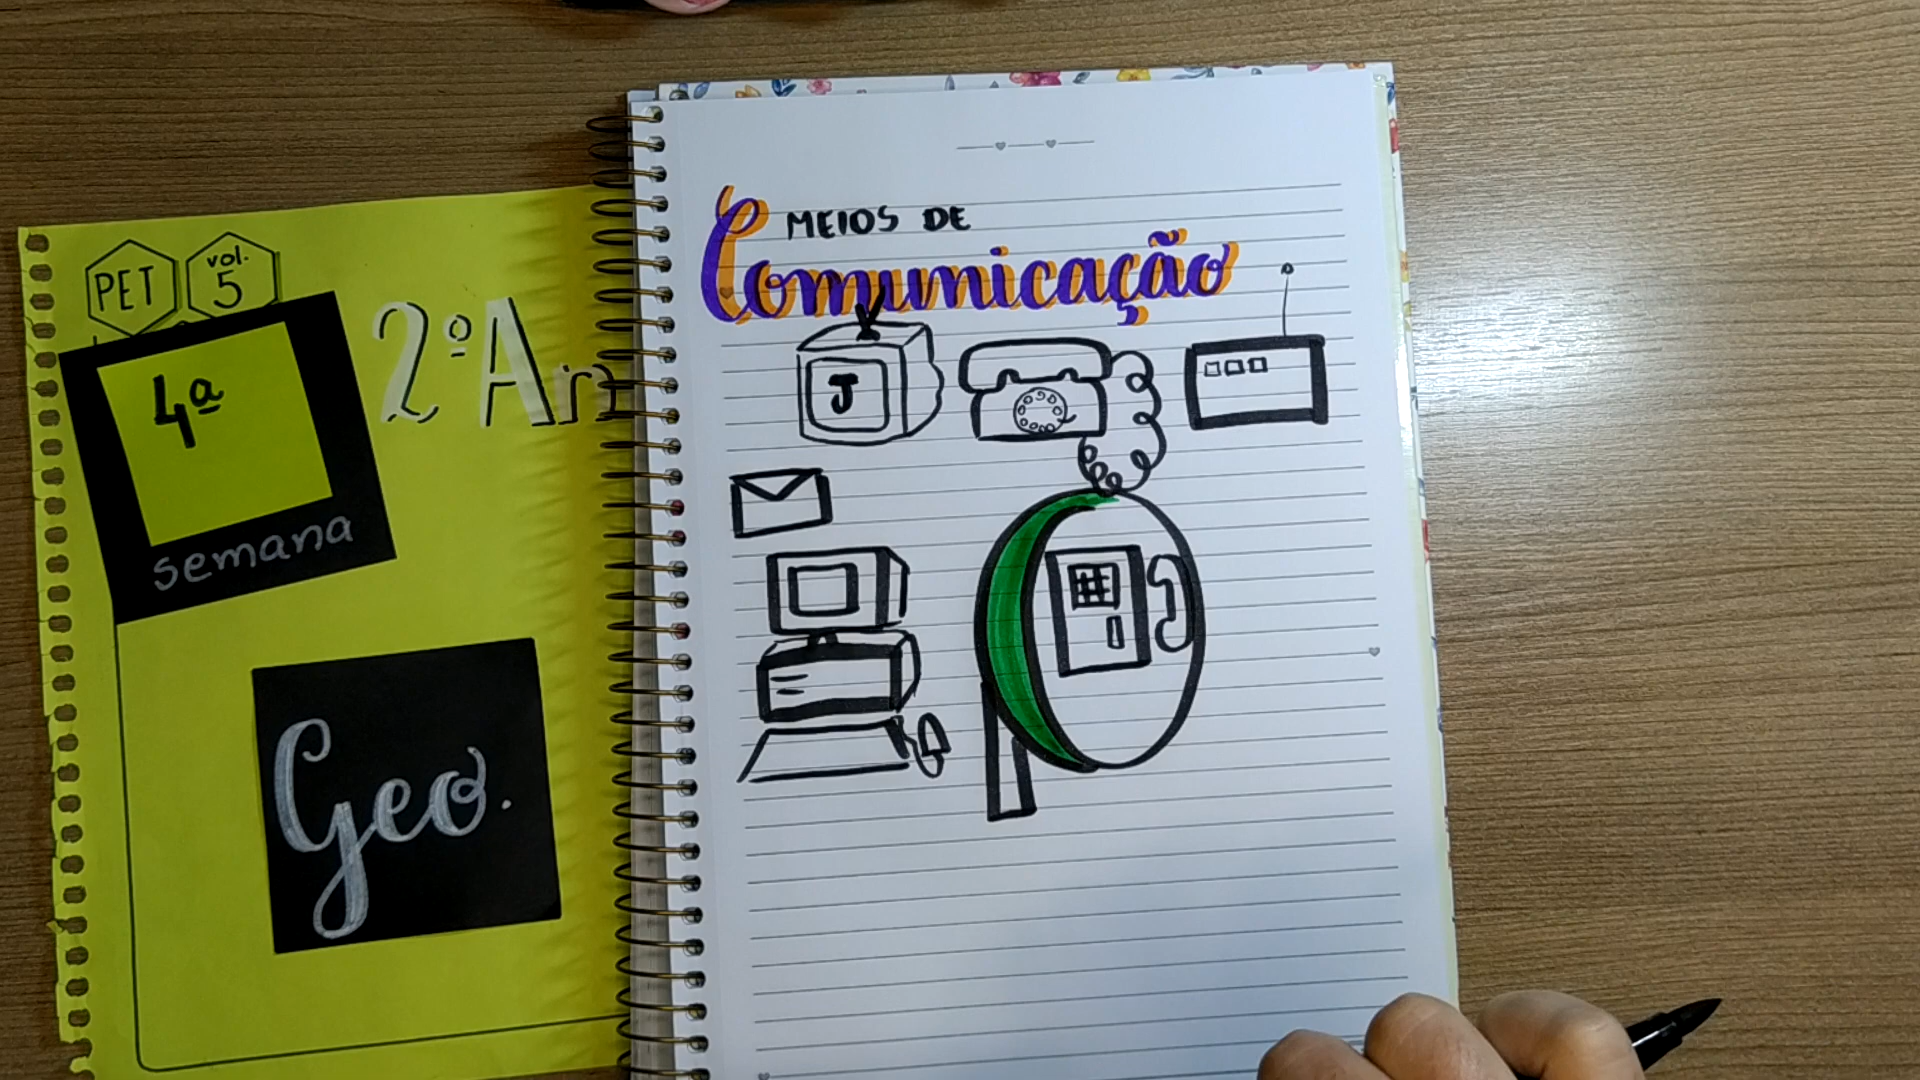 PET
vol.
5
4ª
semana
2º An
Geo.
MEIOS DE
Comunicação
J